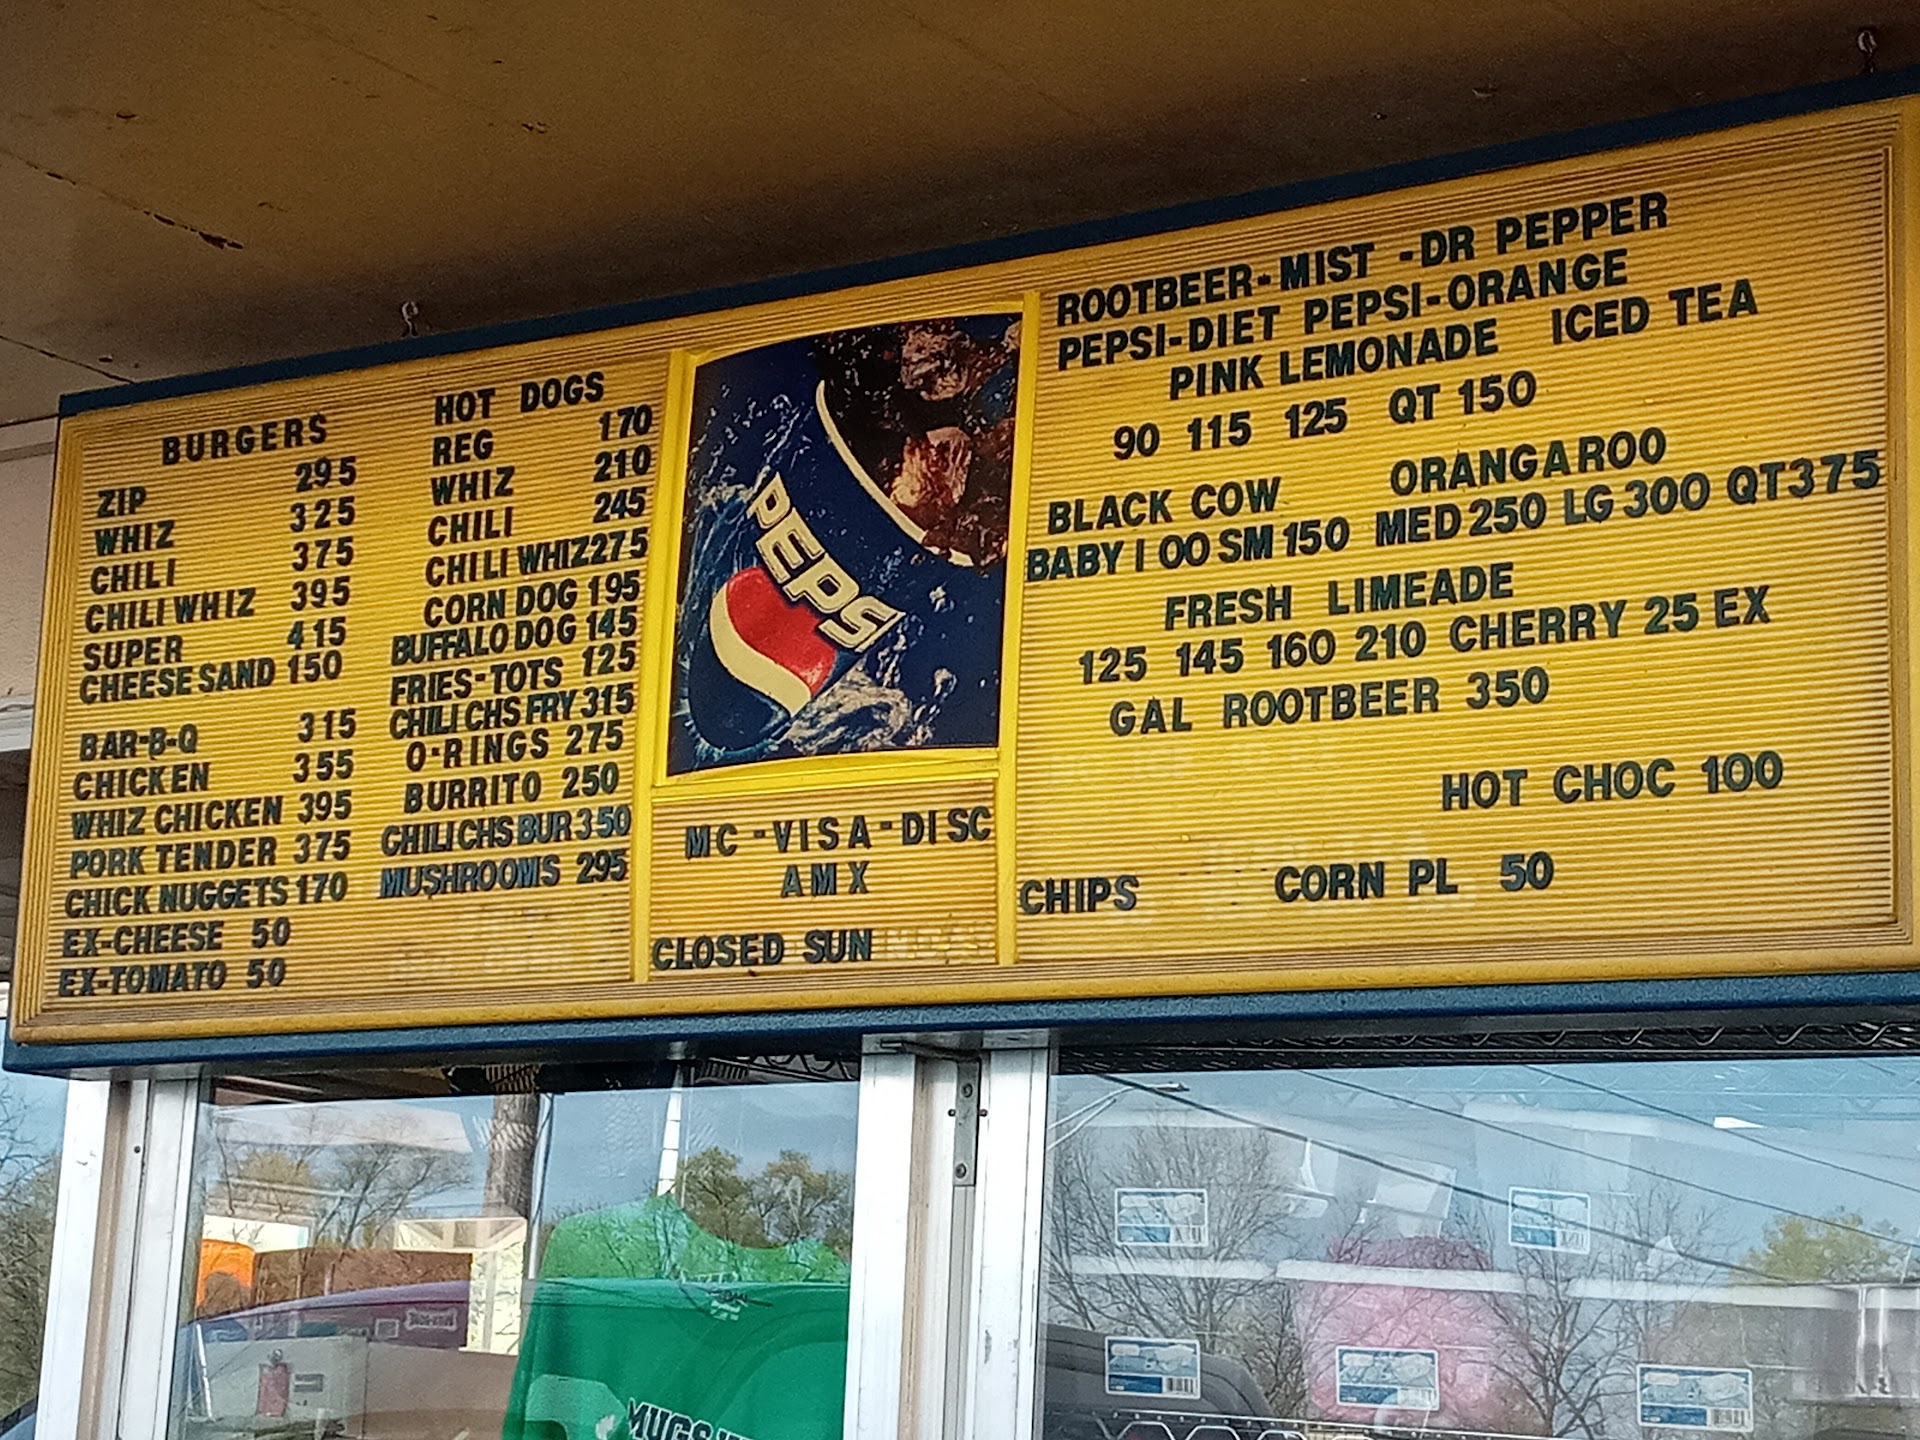 BURGERS
ZIP 295
WHIZ 325
CHILI 375
CHILI WHIZ 395
SUPER 415
CHEESE SAND 150
BAR-B-Q 315
CHICKEN 355
WHIZ CHICKEN 395
PORK TENDER 375
CHICK NUGGETS 170
EX-CHEESE 50
EX-TOMATO 50
HOT DOGS
REG 170
WHIZ 210
CHILI 245
CHILI WHIZ 275
CORN DOG 195
BUFFALO DOG 145
FRIES-TOTS 125
CHILI CHS FRY 315
O-RINGS 275
BURRITO 250
CHILI CHS BUR 350
MUSHROOMS 295
PEPSI
MC-VISA-DISC
AMX
CLOSED SUN
ROOTBEER-MIST-DR PEPPER
PEPSI-DIET PEPSI-ORANGE
PINK LEMONADE ICED TEA
90 115 125 QT 150
BLACK COW ORANGAROO
BABY 100 SM 150 MED 250 LG 300 QT 375
FRESH LIMEADE
125 145 160 210 CHERRY 25 EX
GAL ROOTBEER 350
HOT CHOC 100
CHIPS CORN PL 50